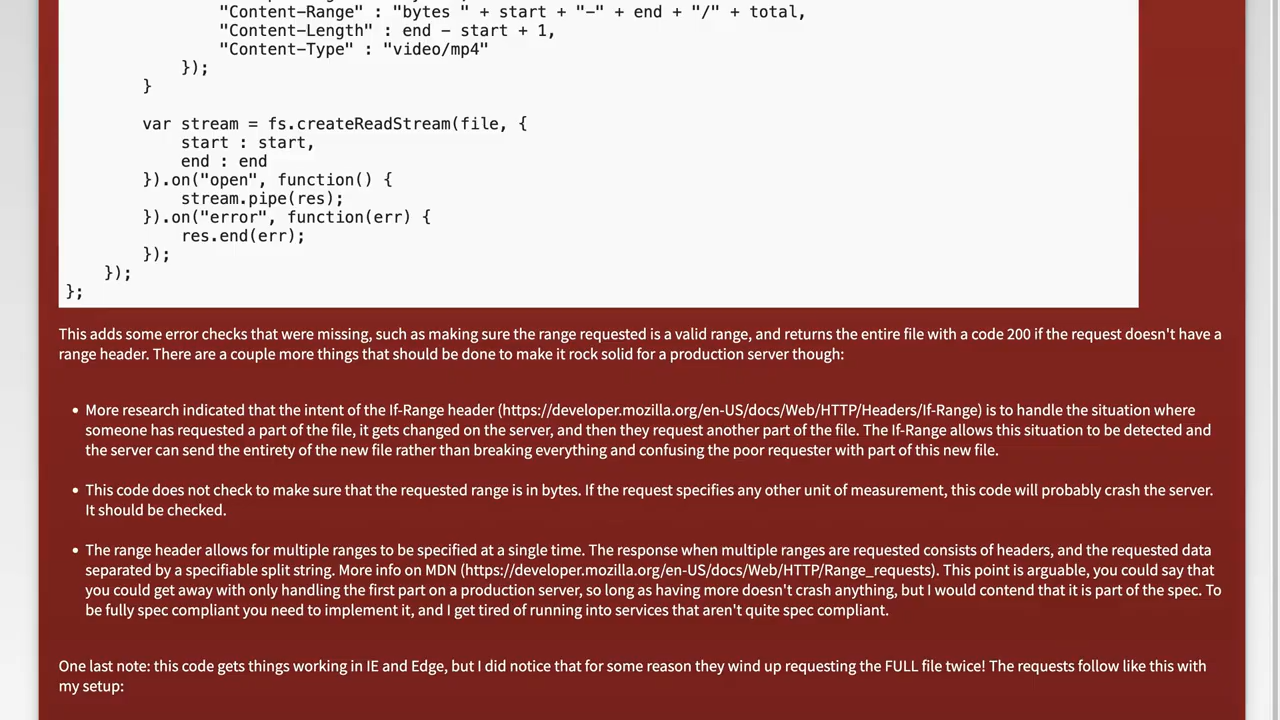 "Content-Range" : "bytes " + start + "-" + end + "/" + total,
"Content-Length" : end - start + 1,
"Content-Type" : "video/mp4"
});
}
var stream = fs.createReadStream(file, {
start : start,
end : end
}).on("open", function() {
stream.pipe(res);
}).on("error", function(err) {
res.end(err);
});
});
};
This adds some error checks that were missing, such as making sure the range requested is a valid range, and returns the entire file with a code 200 if the request doesn't have a
range header. There are a couple more things that should be done to make it rock solid for a production server though:
• More research indicated that the intent of the If-Range header (https://developer.mozilla.org/en-US/docs/Web/HTTP/Headers/If-Range) is to handle the situation where
someone has requested a part of the file, it gets changed on the server, and then they request another part of the file. The If-Range allows this situation to be detected and
the server can send the entirety of the new file rather than breaking everything and confusing the poor requester with part of this new file.
• This code does not check to make sure that the requested range is in bytes. If the request specifies any other unit of measurement, this code will probably crash the server.
It should be checked.
• The range header allows for multiple ranges to be specified at a single time. The response when multiple ranges are requested consists of headers, and the requested data
separated by a specifiable split string. More info on MDN (https://developer.mozilla.org/en-US/docs/Web/HTTP/Range_requests). This point is arguable, you could say that
you could get away with only handling the first part on a production server, so long as having more doesn't crash anything, but I would contend that it is part of the spec. To
be fully spec compliant you need to implement it, and I get tired of running into services that aren't quite spec compliant.
One last note: this code gets things working in IE and Edge, but I did notice that for some reason they wind up requesting the FULL file twice! The requests follow like this with
my setup: